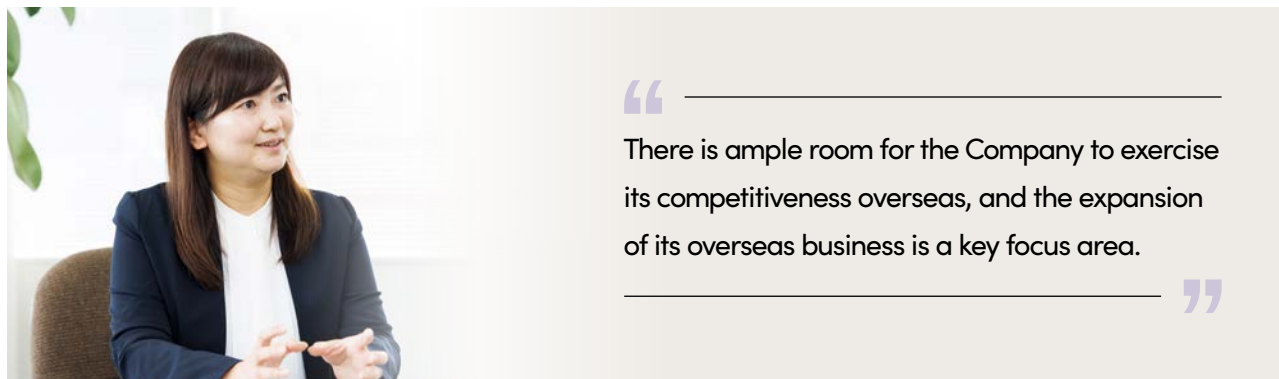 “
There is ample room for the Company to exercise
its competitiveness overseas, and the expansion
of its overseas business is a key focus area.
”